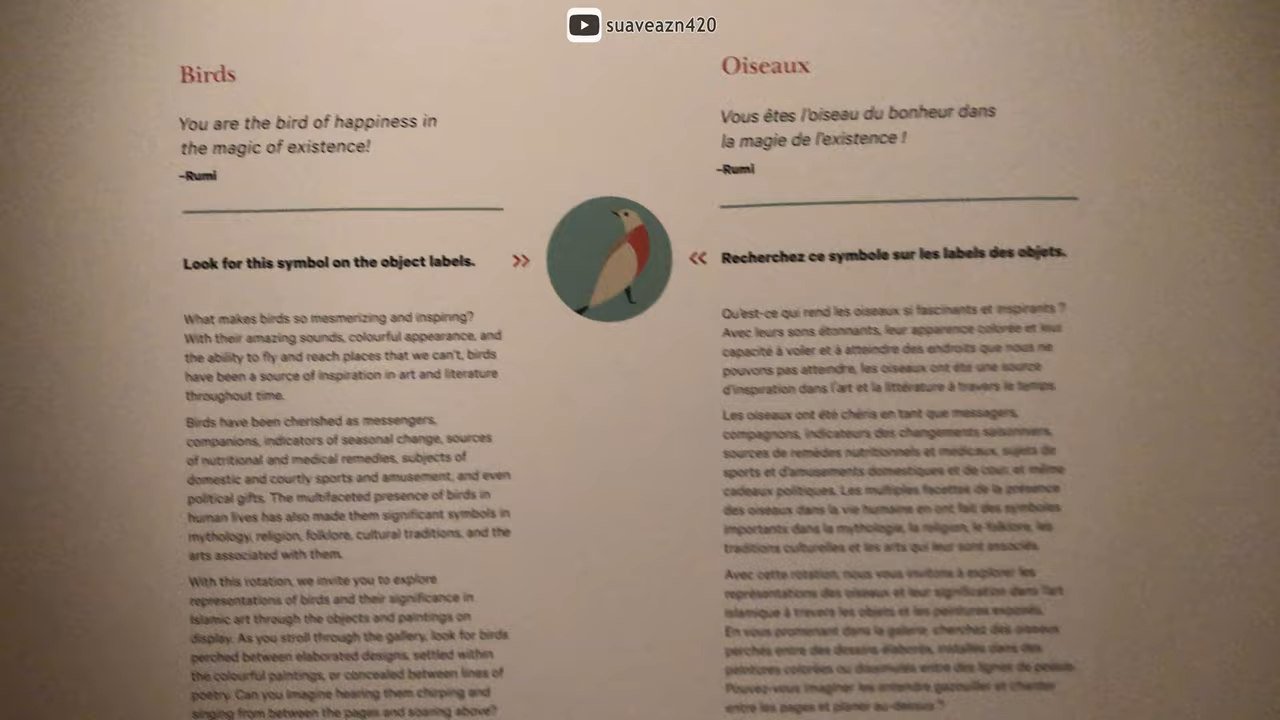 suaveazn420
Birds
You are the bird of happiness in
the magic of existence!
–Rumi
Look for this symbol on the object labels.
What makes birds so mesmerizing and inspiring?
With their amazing sounds, colourful appearance, and
the ability to fly and reach places that we can't, birds
have been a source of inspiration in art and literature
throughout time.
Birds have been cherished as messengers,
companions, indicators of seasonal change, sources
of nutritional and medical remedies, subjects of
domestic and courtly sports and amusement, and even
political gifts. The multifaceted presence of birds in
human lives has also made them significant symbols in
mythology, religion, folklore, cultural traditions, and the
arts associated with them.
With this rotation, we invite you to explore
representations of birds and their significance in
Islamic art through the objects and paintings on
display. As you stroll through the gallery, look for birds
perched between elaborated designs, settled within
the colourful paintings, or concealed between lines of
poetry. Can you imagine hearing them chirping and
singing from between the pages and soaring above?
Oiseaux
Vous êtes l'oiseau du bonheur dans
la magie de l'existence !
–Rumi
Recherchez ce symbole sur les labels des objets.
Qu'est-ce qui rend les oiseaux si fascinants et inspirants ?
Avec leurs sons étonnants, leur apparence colorée et leur
capacité à voler et à atteindre des endroits que nous ne
pouvons pas atteindre, les oiseaux ont été une source
d'inspiration dans l'art et la littérature à travers le temps.
Les oiseaux ont été chéris en tant que messagers,
compagnons, indicateurs des changements saisonniers,
sources de remèdes nutritionnels et médicaux, sujets de
sports et d'amusements domestiques et de cour, et même
cadeaux politiques. Les multiples facettes de la présence
des oiseaux dans la vie humaine en ont fait des symboles
importants dans la mythologie, la religion, le folklore, les
traditions culturelles et les arts qui leur sont associés.
Avec cette rotation, nous vous invitons à explorer les
représentations des oiseaux et leur signification dans l'art
islamique à travers les objets et les peintures exposés.
En vous promenant dans la galerie, cherchez des oiseaux
perchés entre des dessins élaborés, installés dans des
peintures colorées ou dissimulés entre des lignes de poésie.
Pouvez-vous imaginer les entendre gazouiller et chanter
entre les pages et planer au-dessus ?